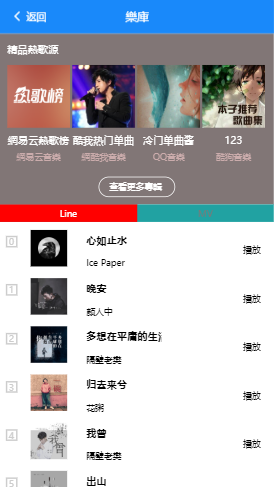 返回
樂庫
精品熱歌源
热歌榜
本子推荐
歌曲集
網易云熱歌榜
酷我热门单曲
冷门单曲酱
123
網易云音樂
網酷我音樂
QQ音樂
酷狗音樂
查看更多專輯
Line
0
心如止水
Ice Paper
播放
1
晚安
顏人中
播放
2
多想在平庸的生活
隔壁老樊
播放
3
归去来兮
花粥
播放
4
我曾
隔壁老樊
播放
5
出山